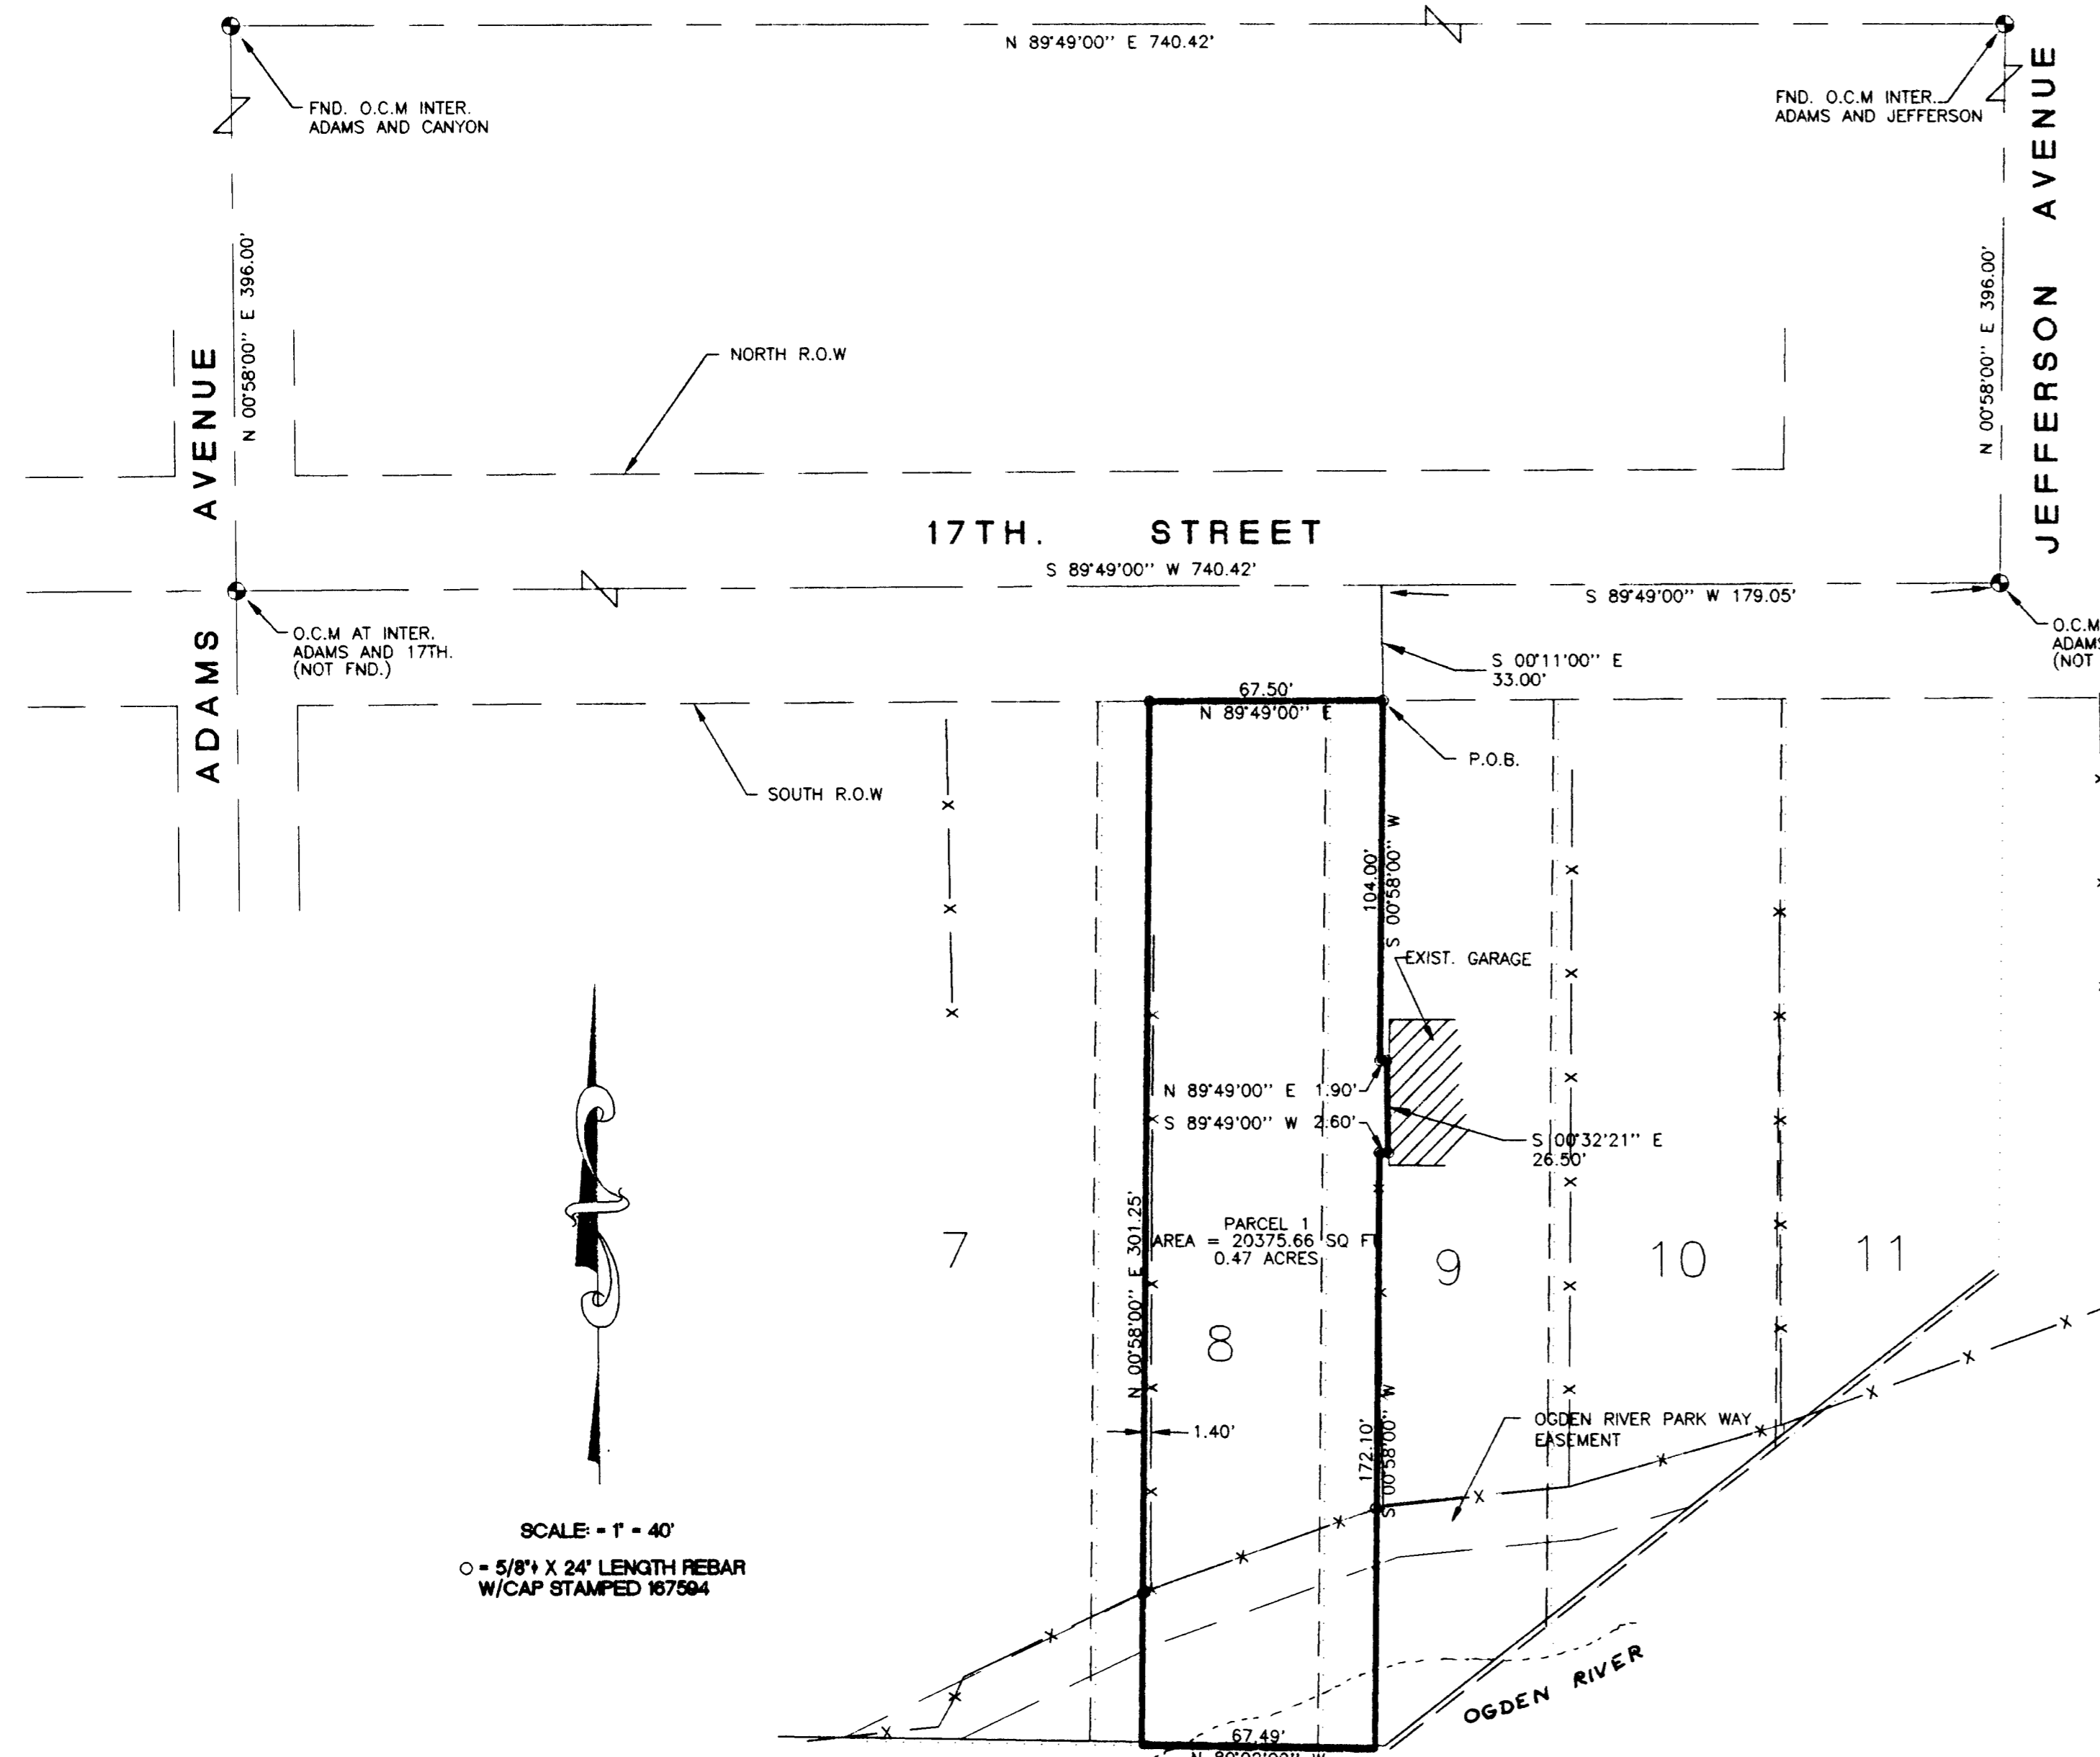 N 89°49'00'' E 740.42'
FND. O.C.M INTER.
ADAMS AND CANYON
FND. O.C.M INTER.
ADAMS AND JEFFERSON
JEFFERSON AVENUE
N 00°58'00'' E 396.00'
N 00°58'00'' E 396.00'
ADAMS AVENUE
NORTH R.O.W
17TH. STREET
S 89°49'00'' W 740.42'
S 89°49'00'' W 179.05'
O.C.M AT INTER.
ADAMS AND 17TH.
(NOT FND.)
O.C.M
ADAMS
(NOT
S 00°11'00'' E
33.00'
67.50'
N 89°49'00'' E
P.O.B.
SOUTH R.O.W
104.00'
S 00°58'00'' W
EXIST. GARAGE
N 89°49'00'' E 1.90'
S 89°49'00'' W 2.60'
S 00°32'21'' E
26.50'
N 00°58'00'' E 301.25'
PARCEL 1
AREA = 20375.66 SQ FT
0.47 ACRES
7
8
9
10
11
172.10'
S 00°58'00'' W
1.40'
OGDEN RIVER PARK WAY
EASEMENT
SCALE: = 1" = 40'
O = 5/8"ϕ X 24" LENGTH REBAR
W/CAP STAMPED 167594
OGDEN RIVER
67.49'